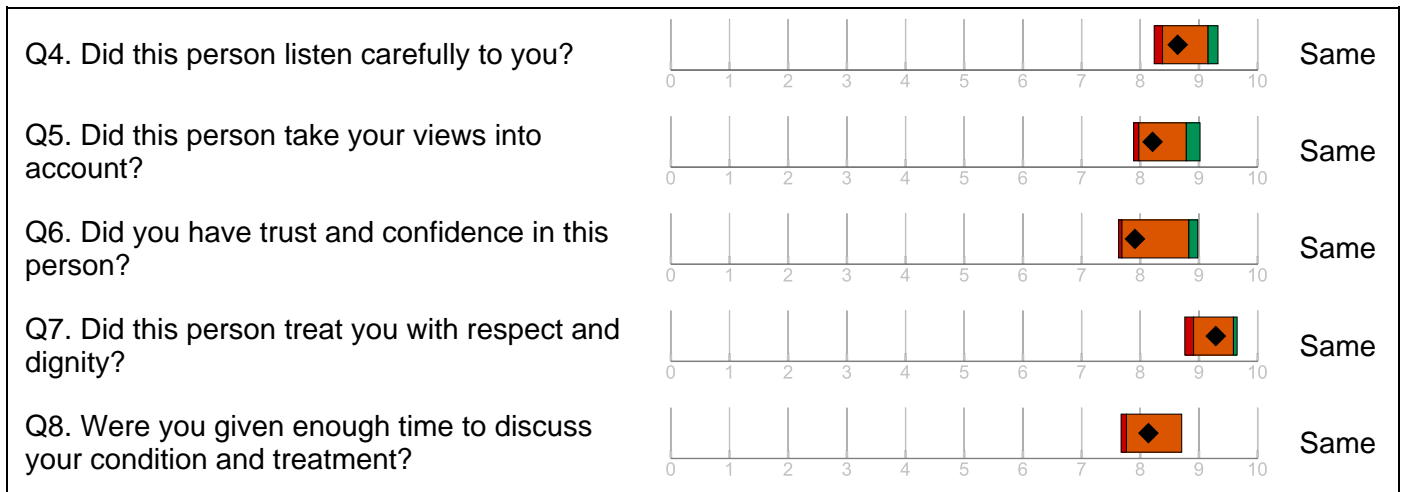 Q4. Did this person listen carefully to you?
0 1 2 3 4 5 6 7 8 9 10
Same
Q5. Did this person take your views into
account?
0 1 2 3 4 5 6 7 8 9 10
Same
Q6. Did you have trust and confidence in this
person?
0 1 2 3 4 5 6 7 8 9 10
Same
Q7. Did this person treat you with respect and
dignity?
0 1 2 3 4 5 6 7 8 9 10
Same
Q8. Were you given enough time to discuss
your condition and treatment?
0 1 2 3 4 5 6 7 8 9 10
Same